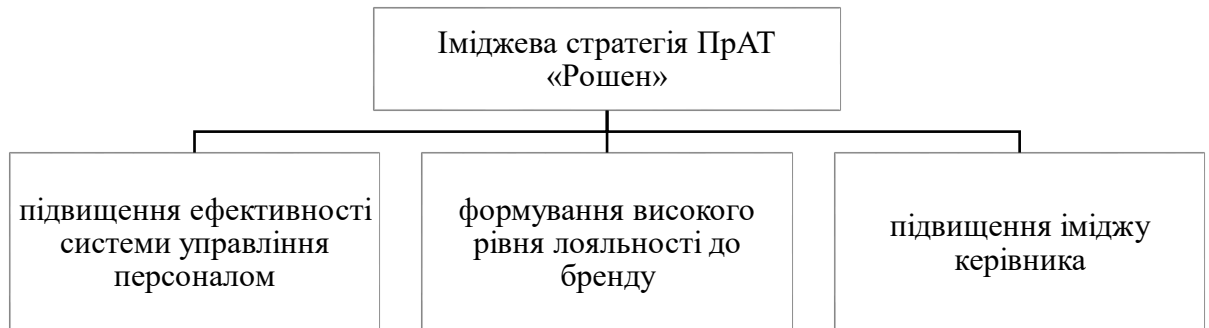 Іміджева стратегія ПрАТ
«Рошен»
підвищення ефективності
системи управління
персоналом
формування високого
рівня лояльності до
бренду
підвищення іміджу
керівника